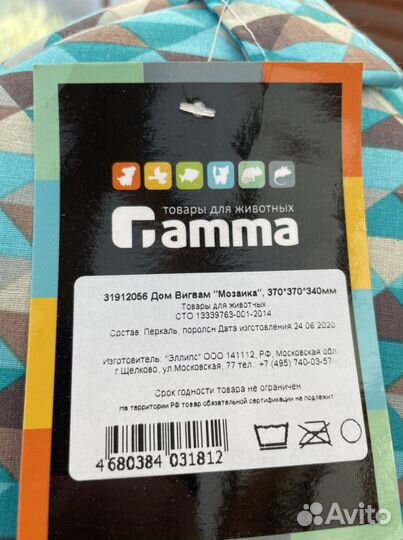 товары для животных
Gamma
31912056 Дом Вигвам "Мозаика", 370*370*340мм
Товары для животных
СТО 13339763-001-2014
Состав: Перкаль, поролон Дата изготовления 24.06.2020
Изготовитель: "Эллипс" ООО 141112, РФ, Московская обл.
г.Щелково, ул.Московская, 77 тел.: +7 (495) 740-03-57
Срок годности товара не ограничен
На территории РФ товар обязательной сертификации не подлежит
4 680384 031812
Avito